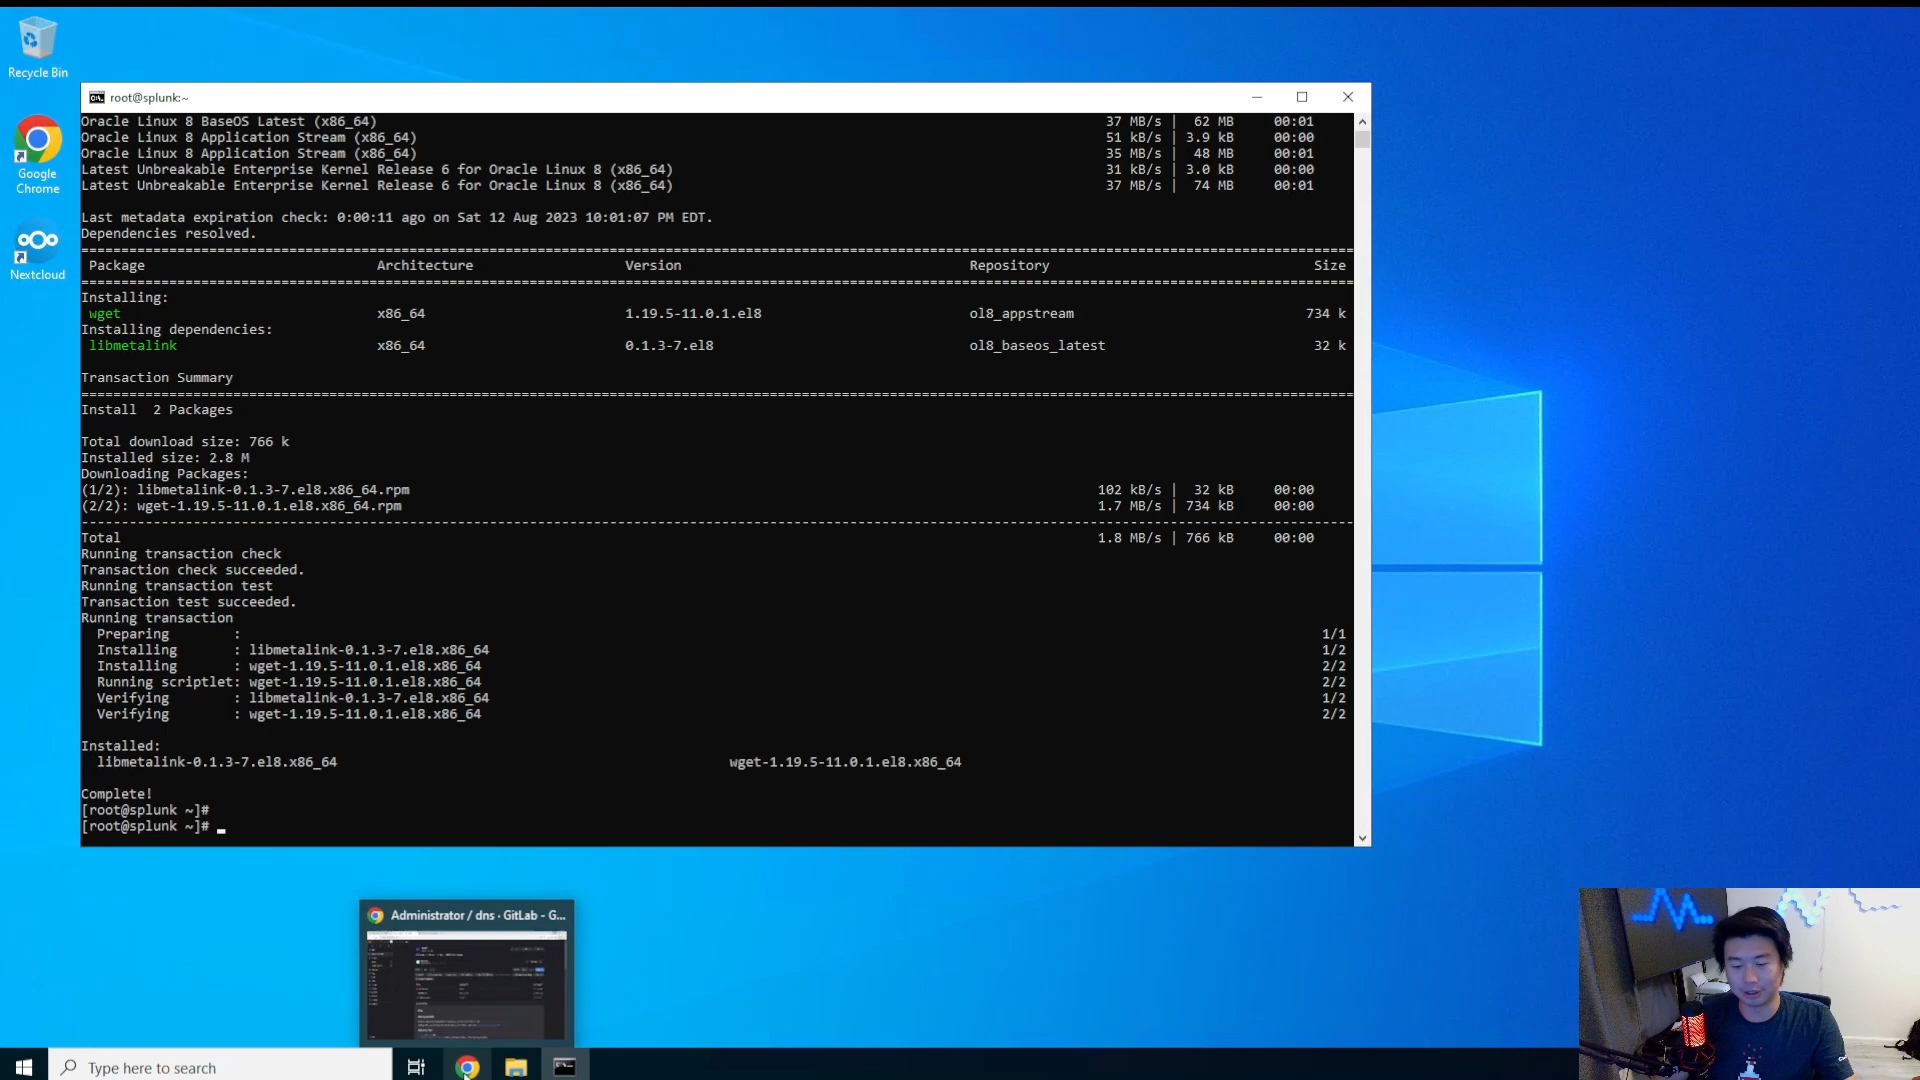 Recycle Bin
Google
Chrome
Nextcloud
root@splunk:~
Oracle Linux 8 BaseOS Latest (x86_64) 37 MB/s | 62 MB 00:01
Oracle Linux 8 Application Stream (x86_64) 51 kB/s | 3.9 kB 00:00
Oracle Linux 8 Application Stream (x86_64) 35 MB/s | 48 MB 00:01
Latest Unbreakable Enterprise Kernel Release 6 for Oracle Linux 8 (x86_64) 31 kB/s | 3.0 kB 00:00
Latest Unbreakable Enterprise Kernel Release 6 for Oracle Linux 8 (x86_64) 37 MB/s | 74 MB 00:01
Last metadata expiration check: 0:00:11 ago on Sat 12 Aug 2023 10:01:07 PM EDT.
Dependencies resolved.
Package Architecture Version Repository Size
Installing:
wget x86_64 1.19.5-11.0.1.el8 ol8_appstream 734 k
Installing dependencies:
libmetalink x86_64 0.1.3-7.el8 ol8_baseos_latest 32 k
Transaction Summary
Install 2 Packages
Total download size: 766 k
Installed size: 2.8 M
Downloading Packages:
(1/2): libmetalink-0.1.3-7.el8.x86_64.rpm 102 kB/s | 32 kB 00:00
(2/2): wget-1.19.5-11.0.1.el8.x86_64.rpm 1.7 MB/s | 734 kB 00:00
Total 1.8 MB/s | 766 kB 00:00
Running transaction check
Transaction check succeeded.
Running transaction test
Transaction test succeeded.
Running transaction
Preparing : 1/1
Installing : libmetalink-0.1.3-7.el8.x86_64 1/2
Installing : wget-1.19.5-11.0.1.el8.x86_64 2/2
Running scriptlet: wget-1.19.5-11.0.1.el8.x86_64 2/2
Verifying : libmetalink-0.1.3-7.el8.x86_64 1/2
Verifying : wget-1.19.5-11.0.1.el8.x86_64 2/2
Installed:
libmetalink-0.1.3-7.el8.x86_64 wget-1.19.5-11.0.1.el8.x86_64
Complete!
[root@splunk ~]#
[root@splunk ~]#
Administrator / dns · GitLab - G...
Type here to search